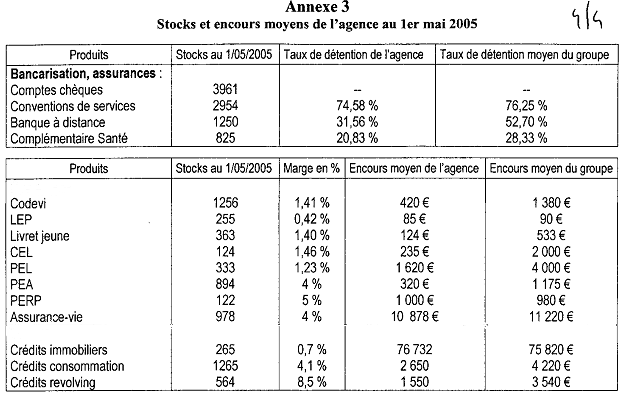 Annexe 3
Stocks et encours moyens de l'agence au 1er mai 2005
4/4
Produits Stocks au 1/05/2005 Taux de détention de l'agence Taux de détention moyen du groupe
Bancarisation, assurances :
Comptes chèques 3961 -- --
Conventions de services 2954 74,58 % 76,25 %
Banque à distance 1250 31,56 % 52,70 %
Complémentaire Santé 825 20,83 % 28,33 %
Produits Stocks au 1/05/2005 Marge en % Encours moyen de l'agence Encours moyen du groupe
Codevi 1256 1,41 % 420 € 1 380 €
LEP 255 0,42 % 85 € 90 €
Livret jeune 363 1,40 % 124 € 533 €
CEL 124 1,46 % 235 € 2 000 €
PEL 333 1,23 % 1 620 € 4 000 €
PEA 894 4 % 320 € 1 175 €
PERP 122 5 % 1 000 € 980 €
Assurance-vie 978 4 % 10 878 € 11 220 €
Crédits immobiliers 265 0,7 % 76 732 75 820 €
Crédits consommation 1265 4,1 % 2 650 4 220 €
Crédits revolving 564 8,5 % 1 550 3 540 €